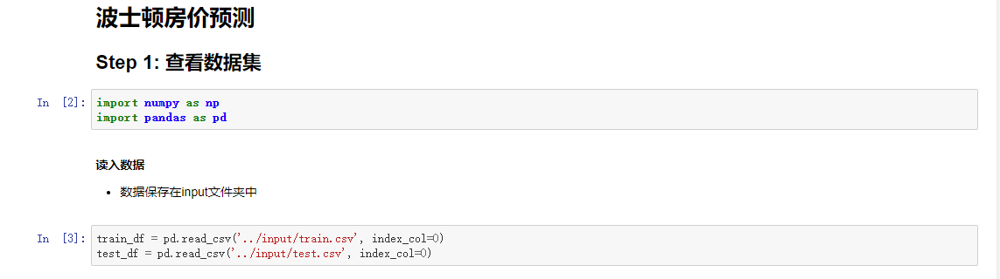 波士顿房价预测
Step 1: 查看数据集
In [2]:
import numpy as np
import pandas as pd
读入数据
• 数据保存在input文件夹中
In [3]:
train_df = pd.read_csv('../input/train.csv', index_col=0)
test_df = pd.read_csv('../input/test.csv', index_col=0)